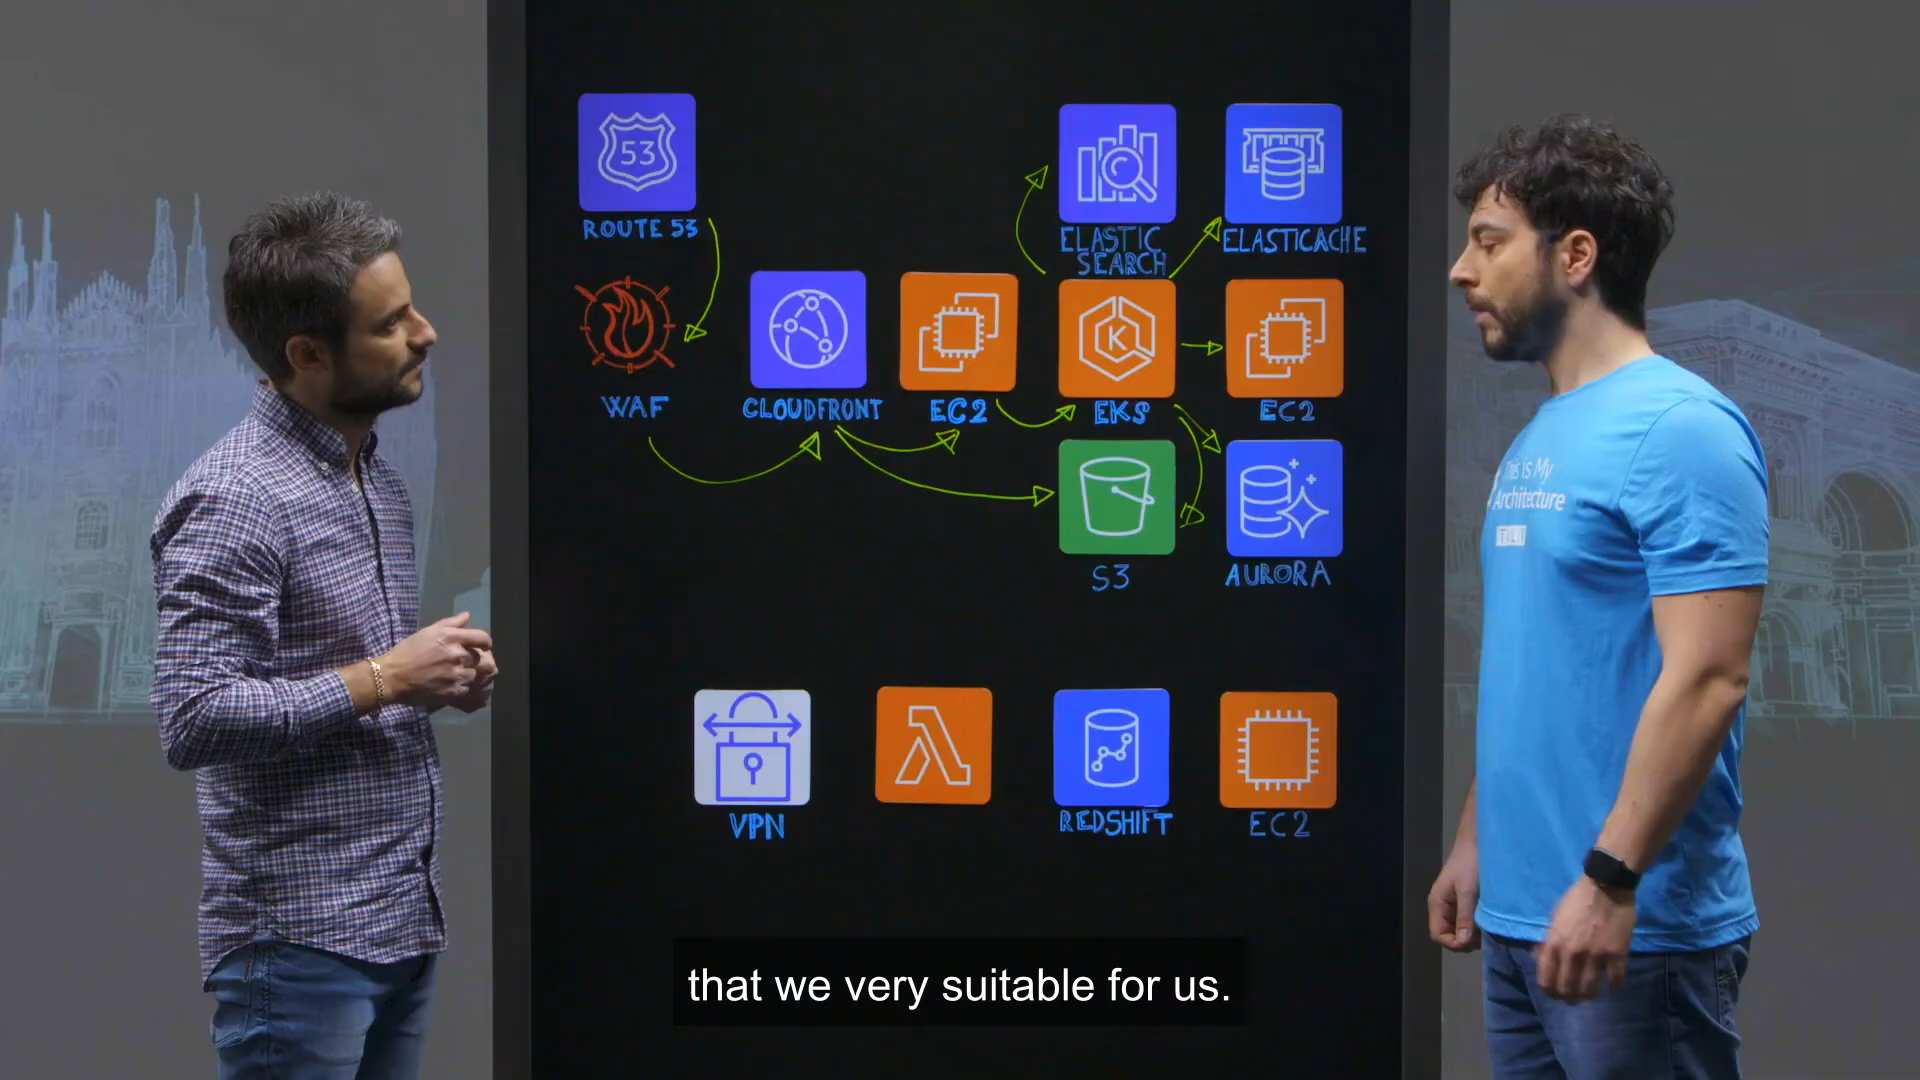 53
ROUTE 53
ELASTIC
SEARCH
ELASTICACHE
WAF
CLOUDFRONT
EC2
K
EKS
EC2
S3
AURORA
This is My
Architecture
VPN
REDSHIFT
EC2
that we very suitable for us.